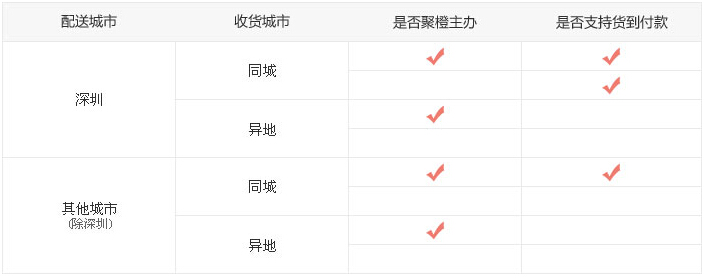 配送城市 收货城市 是否聚橙主办 是否支持货到付款
同城
深圳
异地
同城
其他城市
(除深圳)
异地